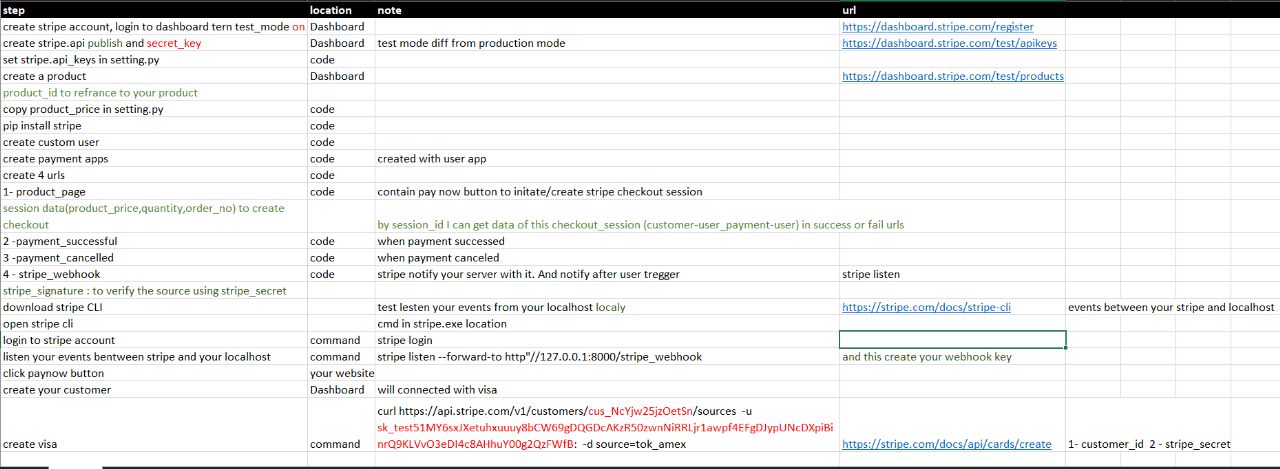 step location note url
create stripe account, login to dashboard tern test_mode on Dashboard https://dashboard.stripe.com/register
create stripe.api publish and secret_key Dashboard test mode diff from production mode https://dashboard.stripe.com/test/apikeys
set stripe.api_keys in setting.py code
create a product Dashboard https://dashboard.stripe.com/test/products
product_id to refrance to your product
copy product_price in setting.py code
pip install stripe code
create custom user code
create payment apps code created with user app
create 4 urls code
1- product_page code contain pay now button to initate/create stripe checkout session
session data(product_price,quantity,order_no) to create
checkout by session_id I can get data of this checkout_session (customer-user_payment-user) in success or fail urls
2 -payment_successful code when payment successed
3 -payment_cancelled code when payment canceled
4 - stripe_webhook code stripe notify your server with it. And notify after user tregger stripe listen
stripe_signature : to verify the source using stripe_secret
download stripe CLI test lesten your events from your localhost localy https://stripe.com/docs/stripe-cli events between your stripe and localhost
open stripe cli cmd in stripe.exe location
login to stripe account command stripe login
listen your events bentween stripe and your localhost command stripe listen --forward-to http"//127.0.0.1:8000/stripe_webhook and this create your webhook key
click paynow button your website
create your customer Dashboard will connected with visa
curl https://api.stripe.com/v1/customers/cus_NcYjw25jzOetSn/sources -u
sk_test51MY6sxJXetuhxuuuy8bCW69gDQGDcAKzR50zwnNiRRLjr1awpf4EFgDJypUNcDXpiBi
create visa command nrQ9KLVvO3eDI4c8AHhuY00g2QzFWfB: -d source=tok_amex https://stripe.com/docs/api/cards/create 1- customer_id 2 - stripe_secret